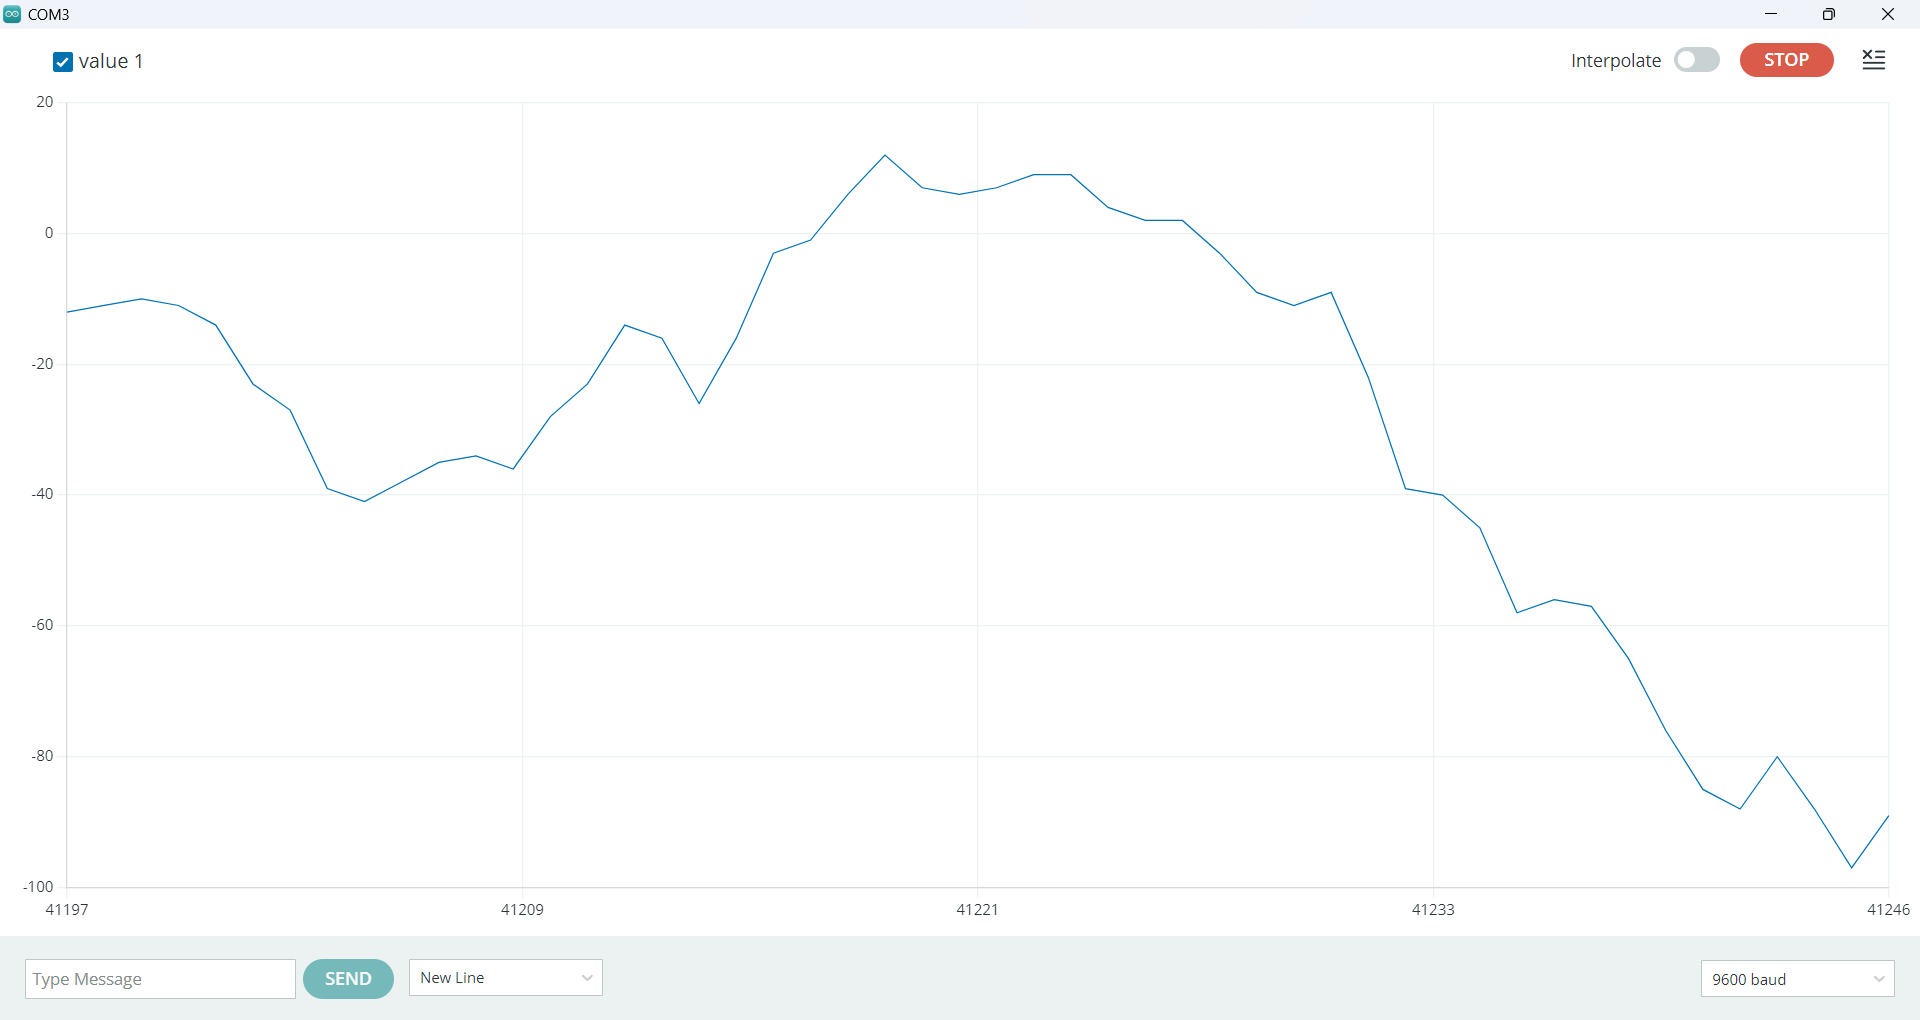 COM3
value 1
Interpolate
STOP
20
0
-20
-40
-60
-80
-100
41197 41209 41221 41233 41246
Type Message SEND New Line 9600 baud